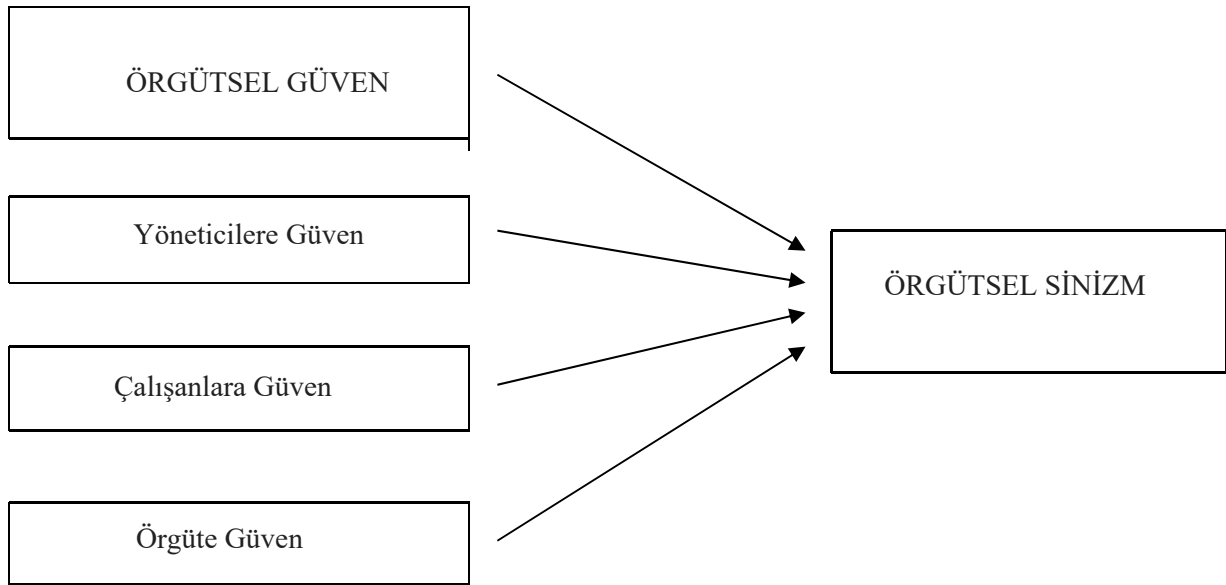 ÖRGÜTSEL GÜVEN
Yöneticilere Güven
ÖRGÜTSEL SİNİZM
Çalışanlara Güven
Örgüte Güven